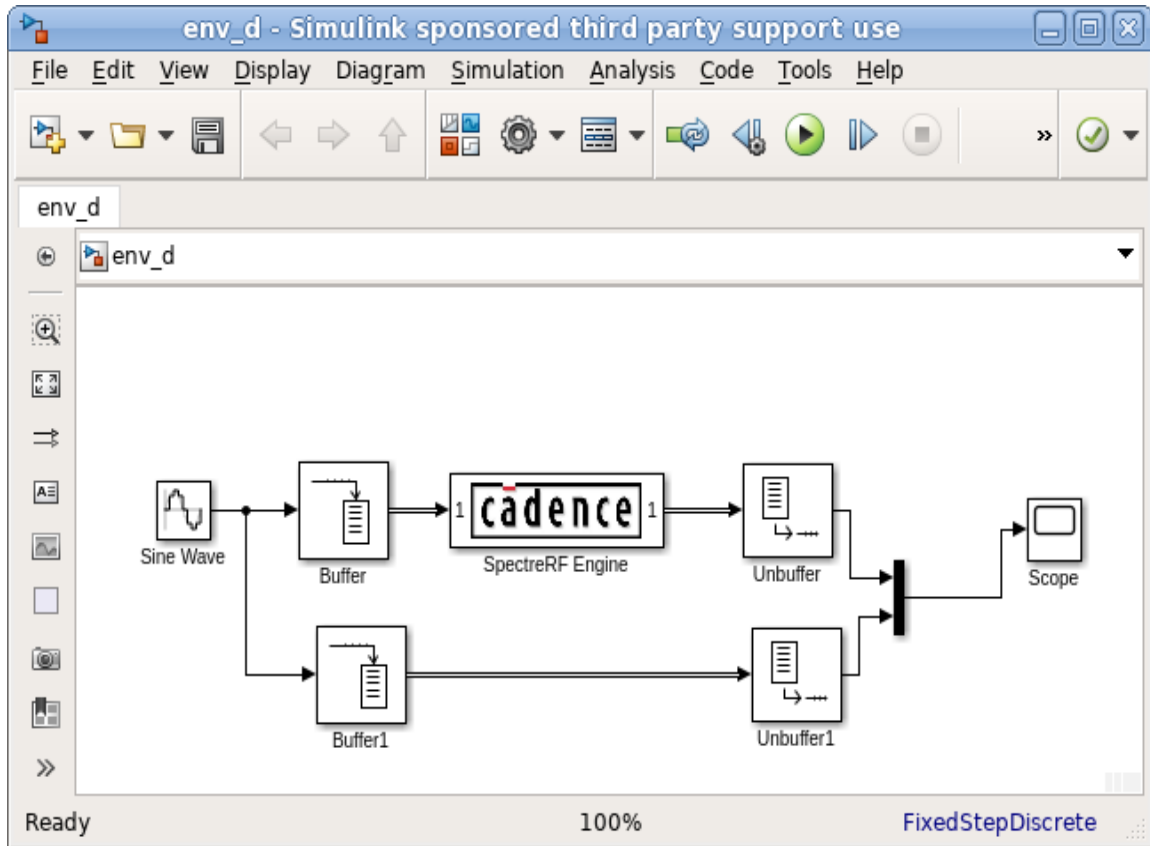 env_d - Simulink sponsored third party support use
File Edit View Display Diagram Simulation Analysis Code Tools Help
»
env_d
env_d
A
1 cādence 1
Sine Wave
Buffer
SpectreRF Engine
Unbuffer
Scope
Buffer1
Unbuffer1
»
Ready 100% FixedStepDiscrete